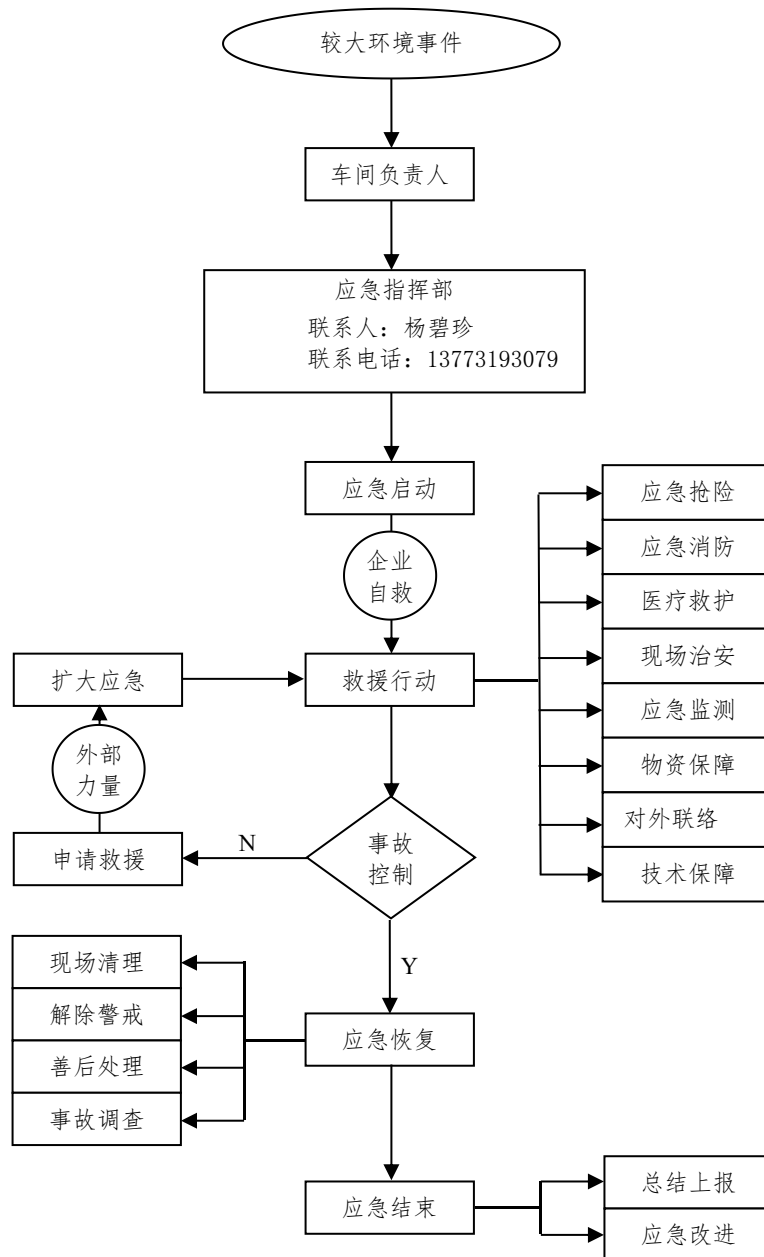 较大环境事件
车间负责人
应急指挥部
联系人：杨碧珍
联系电话：13773193079
应急启动
企业
自救
应急抢险
应急消防
医疗救护
现场治安
应急监测
物资保障
对外联络
技术保障
扩大应急
救援行动
外部
力量
申请救援
N
事故
控制
Y
现场清理
解除警戒
善后处理
事故调查
应急恢复
应急结束
总结上报
应急改进